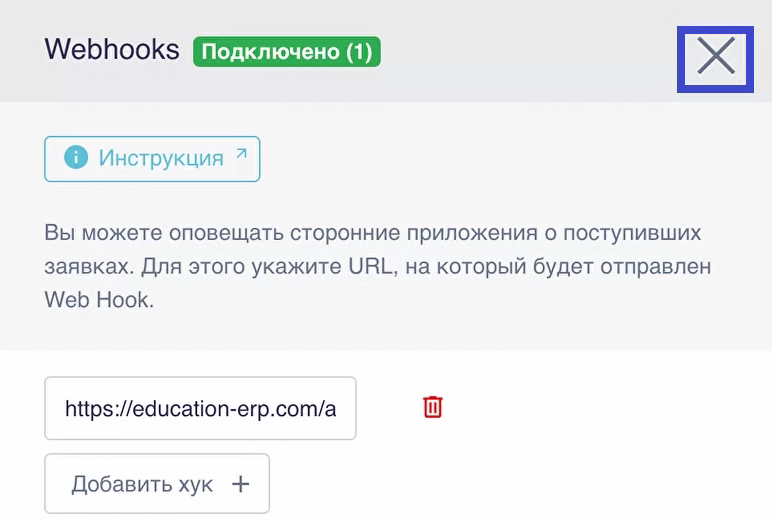 Webhooks Подключено (1)
Инструкция
Вы можете оповещать сторонние приложения о поступивших
заявках. Для этого укажите URL, на который будет отправлен
Web Hook.
https://education-erp.com/a
Добавить хук +